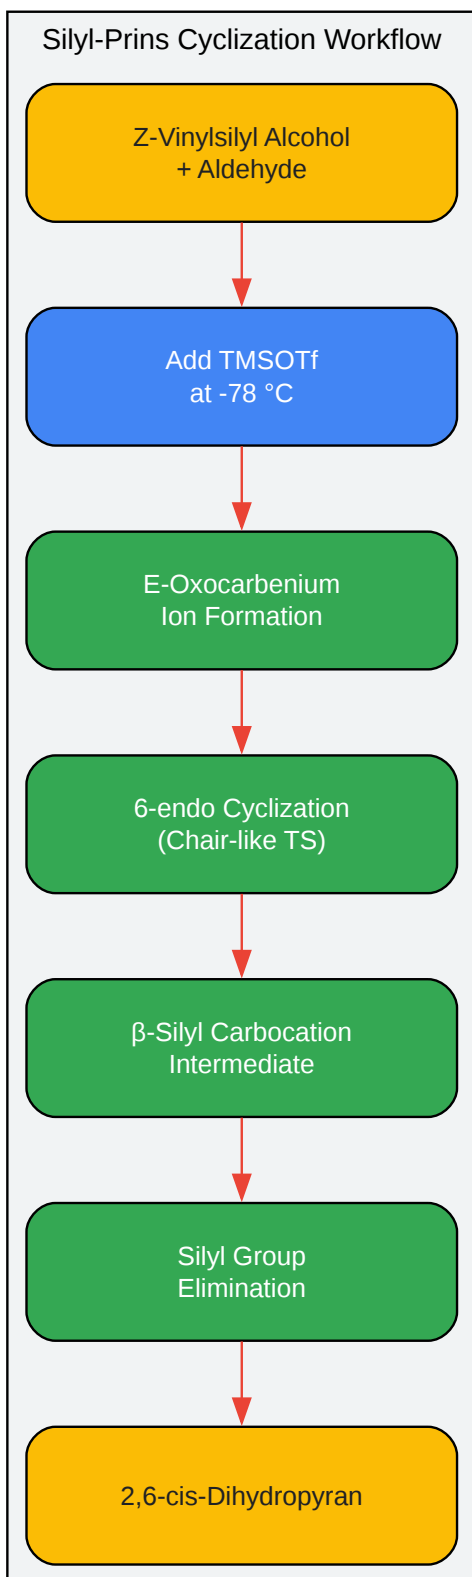 Silyl-Prins Cyclization Workflow
Z-Vinylsilyl Alcohol
+ Aldehyde
Add TMSOTf
at -78 °C
E-Oxocarbenium
Ion Formation
6-endo Cyclization
(Chair-like TS)
β-Silyl Carbocation
Intermediate
Silyl Group
Elimination
2,6-cis-Dihydropyran